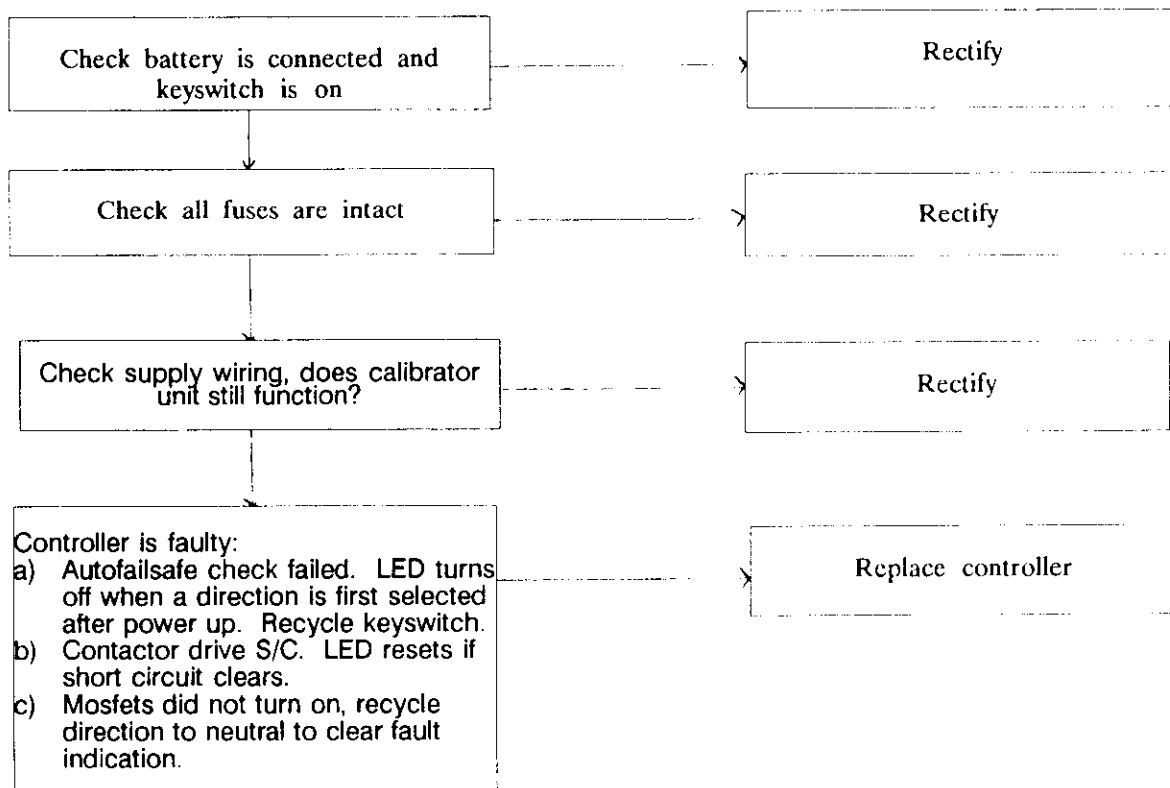 Check battery is connected and
keyswitch is on
Rectify
Check all fuses are intact
Rectify
Check supply wiring, does calibrator
unit still function?
Rectify
Controller is faulty:
a) Autofailsafe check failed. LED turns
off when a direction is first selected
after power up. Recycle keyswitch.
b) Contactor drive S/C. LED resets if
short circuit clears.
c) Mosfets did not turn on, recycle
direction to neutral to clear fault
indication.
Replace controller